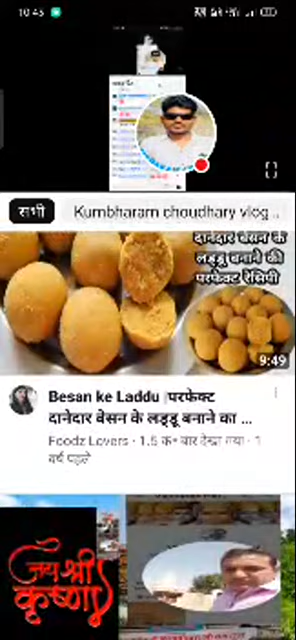 10:45
सभी
Kumbharam choudhary vlog...
दानेदार बेसन के
लड्डू बनाने की
परफेक्ट रेसिपी
9:49
Besan ke Laddu |परफेक्ट
दानेदार बेसन के लड्डू बनाने का ...
Foodz Lovers · 1.5 क॰ बार देखा गया · 1
वर्ष पहले
जय श्री
कृष्णा